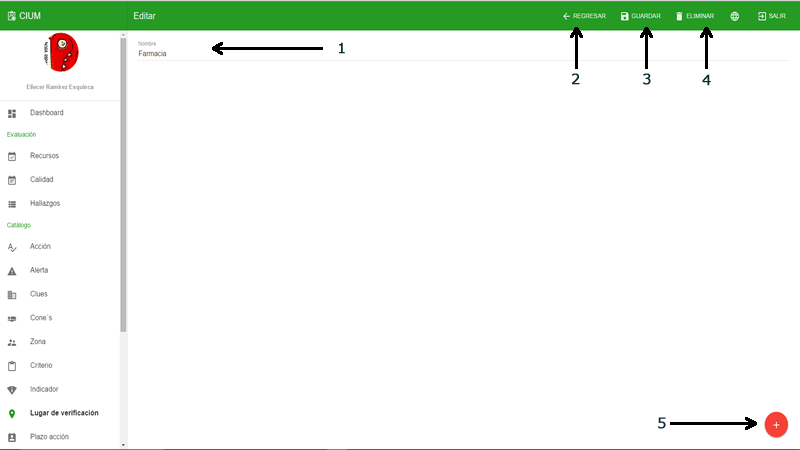 CIUM
Editar
REGRESAR
GUARDAR
ELIMINAR
SALIR
Eliecer Ramírez Esquinca
Dashboard
Evaluación
Recursos
Calidad
Hallazgos
Catálogo
Acción
Alerta
Clues
Cone´s
Zona
Criterio
Indicador
Lugar de verificación
Plazo acción
Nombre
Farmacia
1
2
3
4
5
+